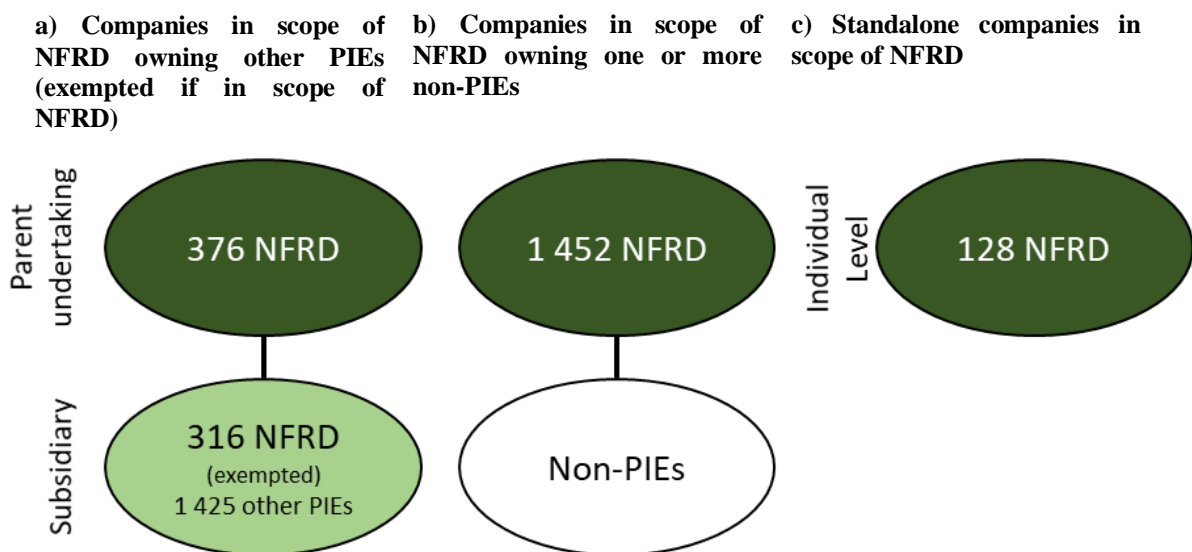 a) Companies in scope of
NFRD owning other PIEs
(exempted if in scope of
NFRD)
b) Companies in scope of
NFRD owning one or more
non-PIEs
c) Standalone companies in
scope of NFRD
Parent
undertaking
376 NFRD
1 452 NFRD
Individual
Level
128 NFRD
Subsidiary
316 NFRD
(exempted)
1 425 other PIEs
Non-PIEs